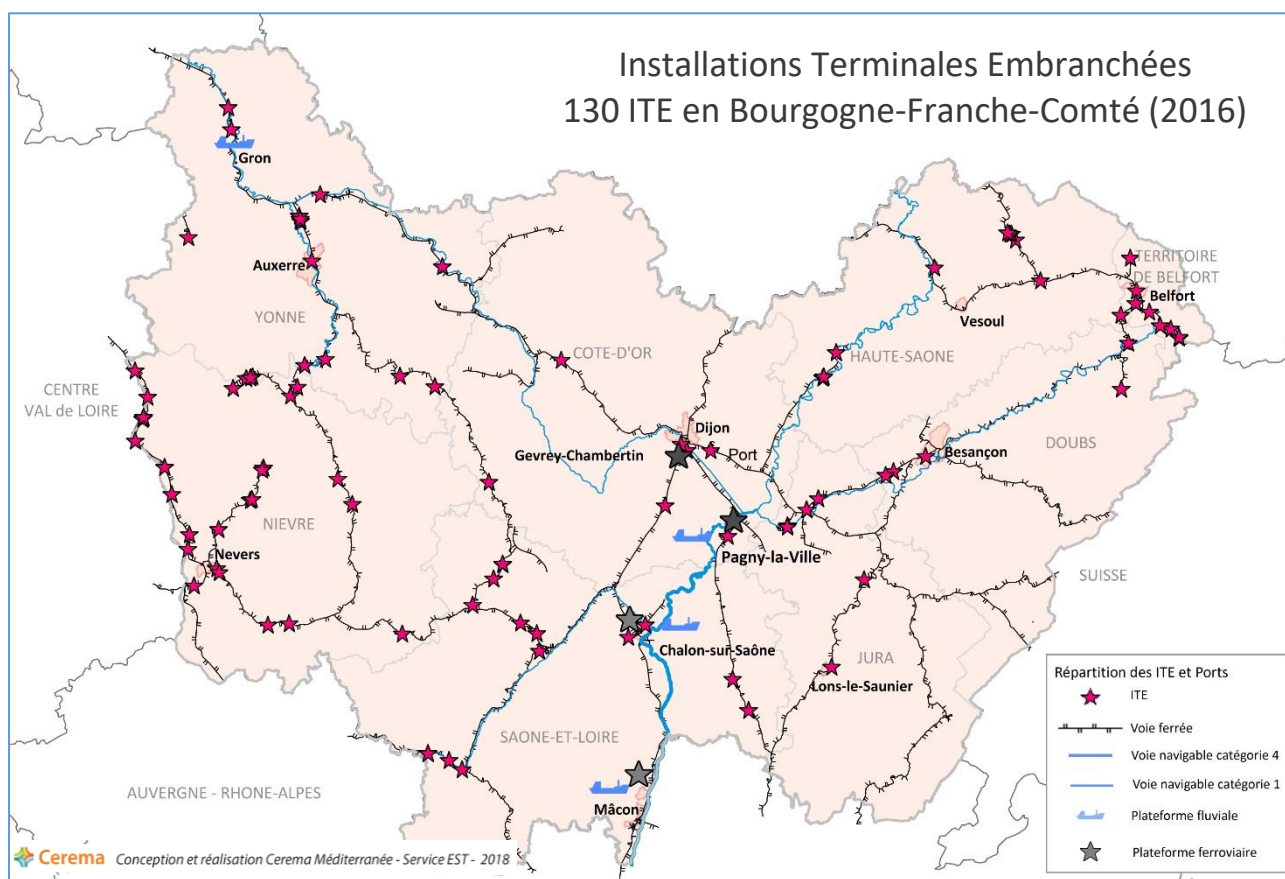 Installations Terminales Embranchées
130 ITE en Bourgogne-Franche-Comté (2016)
Gron
Auxerre
YONNE
TERRITOIRE
DE BELFORT
Belfort
Vesoul
COTE-D'OR
HAUTE-SAONE
CENTRE
VAL de LOIRE
Dijon
Port
Gevrey-Chambertin
Besançon
DOUBS
NIEVRE
Nevers
Pagny-la-Ville
SUISSE
Chalon-sur-Saône
JURA
Lons-le-Saunier
SAONE-ET-LOIRE
AUVERGNE - RHONE-ALPES
Mâcon
Répartition des ITE et Ports
ITE
Voie ferrée
Voie navigable catégorie 4
Voie navigable catégorie 1
Plateforme fluviale
Plateforme ferroviaire
Cerema Conception et réalisation Cerema Méditerranée - Service EST - 2018